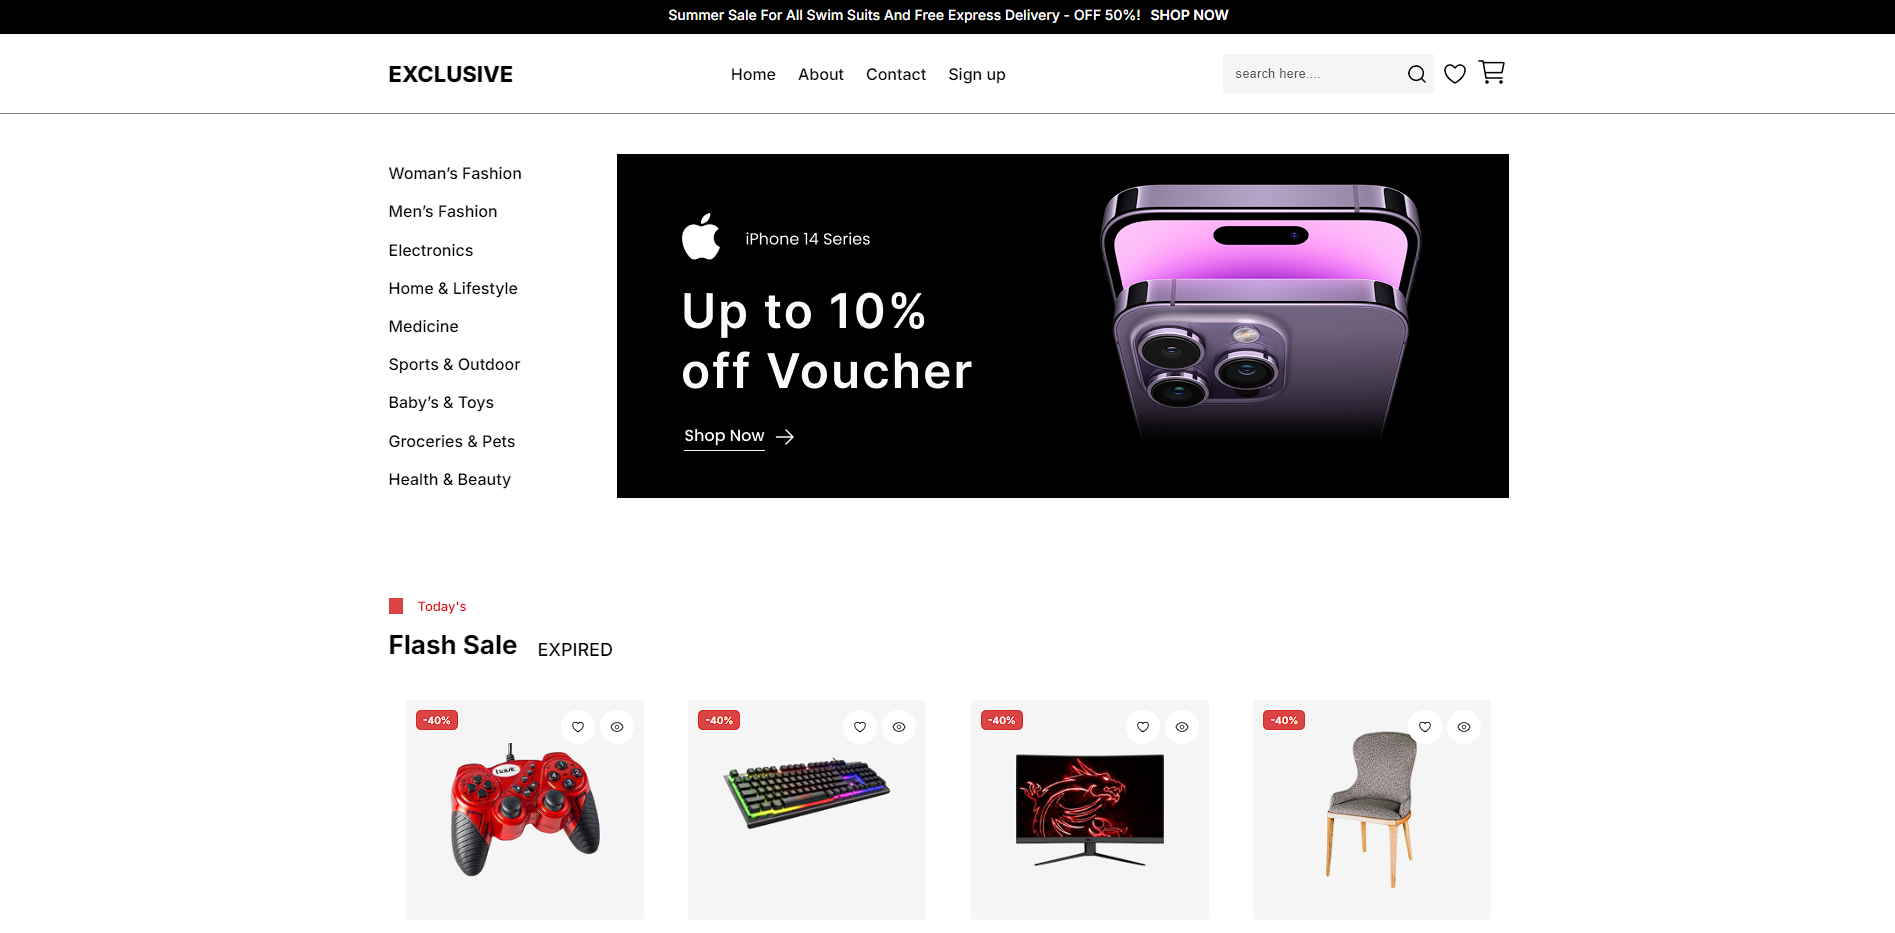 Summer Sale For All Swim Suits And Free Express Delivery - OFF 50%! SHOP NOW
EXCLUSIVE
Home About Contact Sign up
search here....
Woman’s Fashion
Men’s Fashion
Electronics
Home & Lifestyle
Medicine
Sports & Outdoor
Baby’s & Toys
Groceries & Pets
Health & Beauty
iPhone 14 Series
Up to 10%
off Voucher
Shop Now
Today's
Flash Sale EXPIRED
-40%
-40%
-40%
-40%